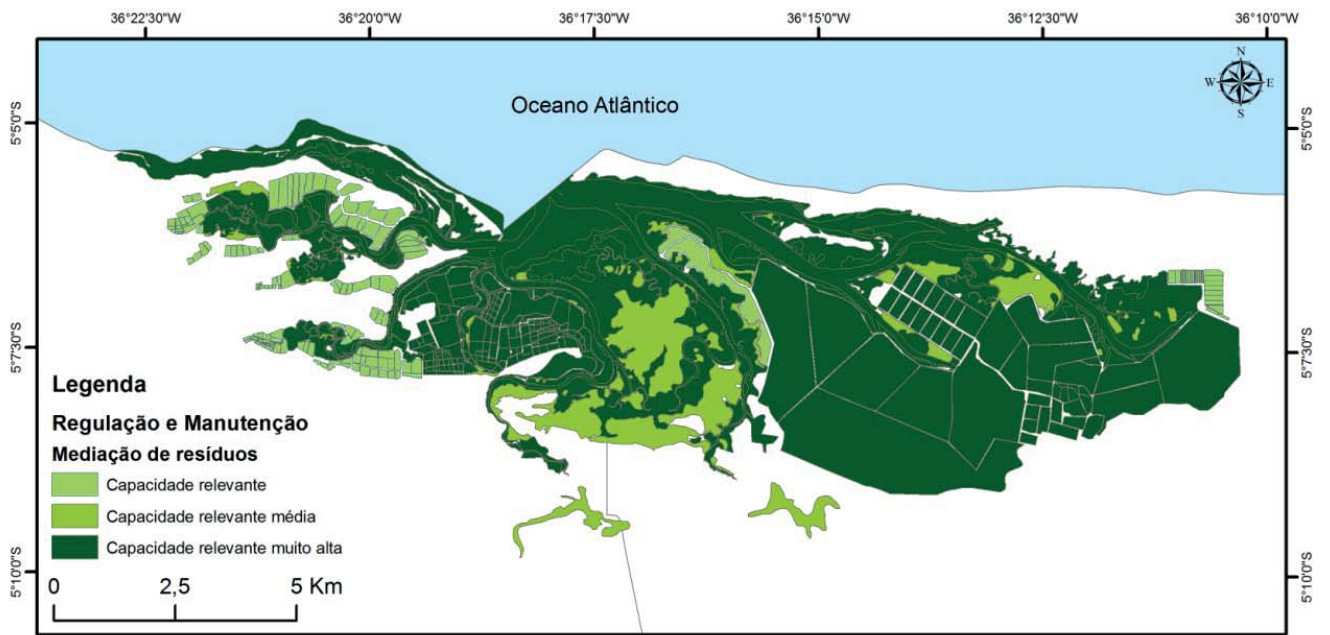 36°22'30"W 36°20'0"W 36°17'30"W 36°15'0"W 36°12'30"W 36°10'0"W
N
W E
S
Oceano Atlântico
5°5'0"S 5°5'0"S
5°7'30"S 5°7'30"S
Legenda
Regulação e Manutenção
Mediação de resíduos
Capacidade relevante
Capacidade relevante média
Capacidade relevante muito alta
5°10'0"S 5°10'0"S
0 2,5 5 Km